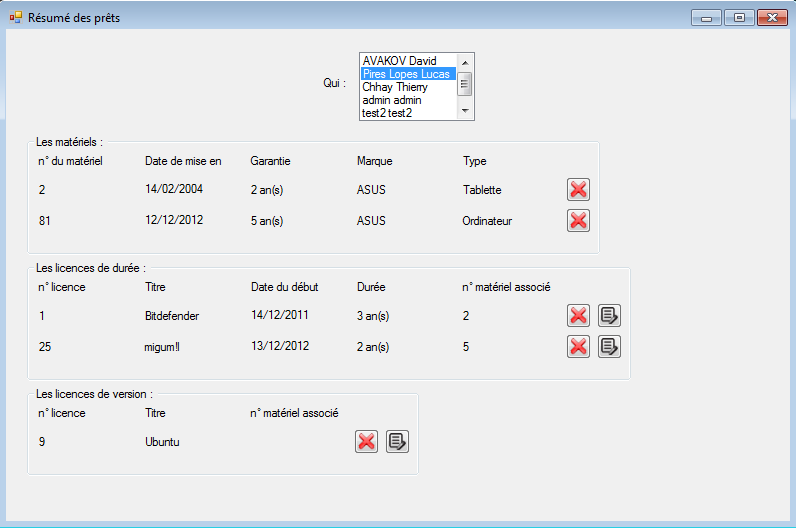 Résumé des prêts
Qui :
AVAKOV David
Pires Lopes Lucas
Chhay Thierry
admin admin
test2 test2
Les matériels :
n° du matériel Date de mise en Garantie Marque Type
2 14/02/2004 2 an(s) ASUS Tablette
81 12/12/2012 5 an(s) ASUS Ordinateur
Les licences de durée :
n° licence Titre Date du début Durée n° matériel associé
1 Bitdefender 14/12/2011 3 an(s) 2
25 migum!l 13/12/2012 2 an(s) 5
Les licences de version :
n° licence Titre n° matériel associé
9 Ubuntu